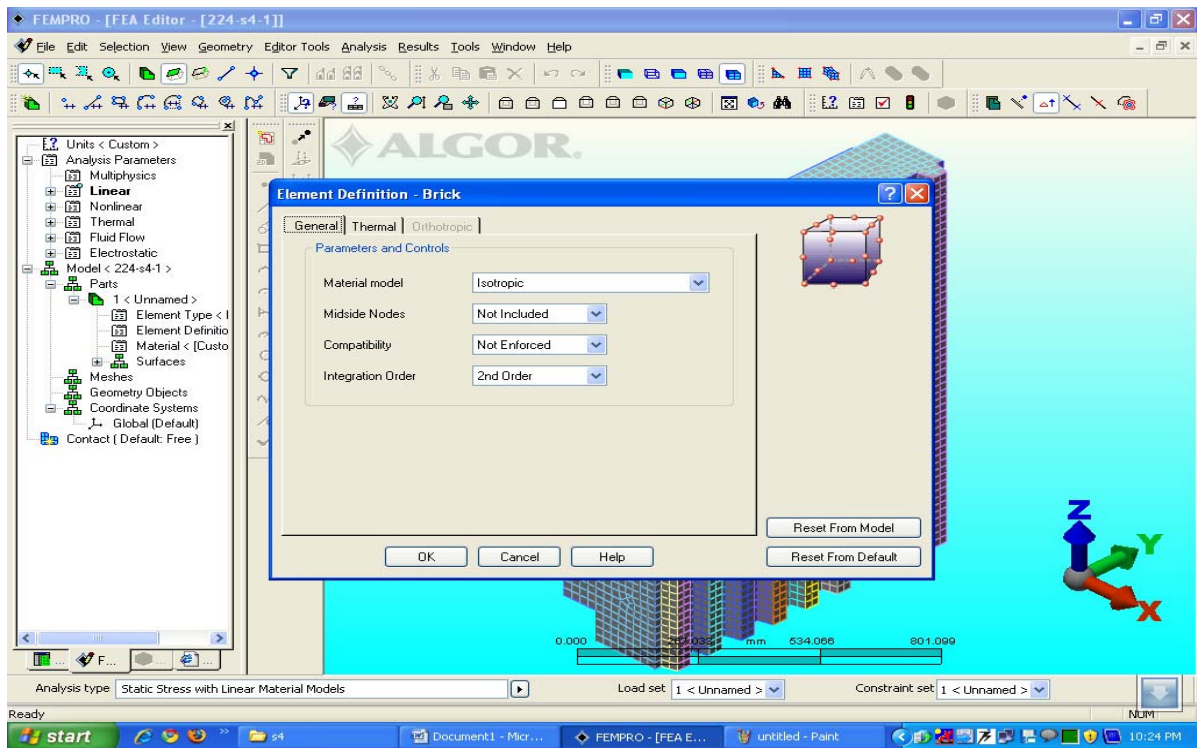 FEMPRO - [FEA Editor - [224-s4-1]]
File Edit Selection View Geometry Editor Tools Analysis Results Tools Window Help
ALGOR
Units < Custom >
Analysis Parameters
Multiphysics
Linear
Nonlinear
Thermal
Fluid Flow
Electrostatic
Model < 224-s4-1 >
Parts
1 < Unnamed >
Element Type < I
Element Definitio
Material < [Custo
Surfaces
Meshes
Geometry Objects
Coordinate Systems
Global (Default)
Contact ( Default: Free )
Element Definition - Brick
General Thermal Orthotropic
Parameters and Controls
Material model Isotropic
Midside Nodes Not Included
Compatibility Not Enforced
Integration Order 2nd Order
Reset From Model
OK Cancel Help Reset From Default
Z
Y
X
0.000 mm 534.066 801.099
F...
Analysis type Static Stress with Linear Material Models Load set 1 < Unnamed > Constraint set 1 < Unnamed >
Ready NUM
start s4 Document1 - Micr... FEMPRO - [FEA E... untitled - Paint 10:24 PM